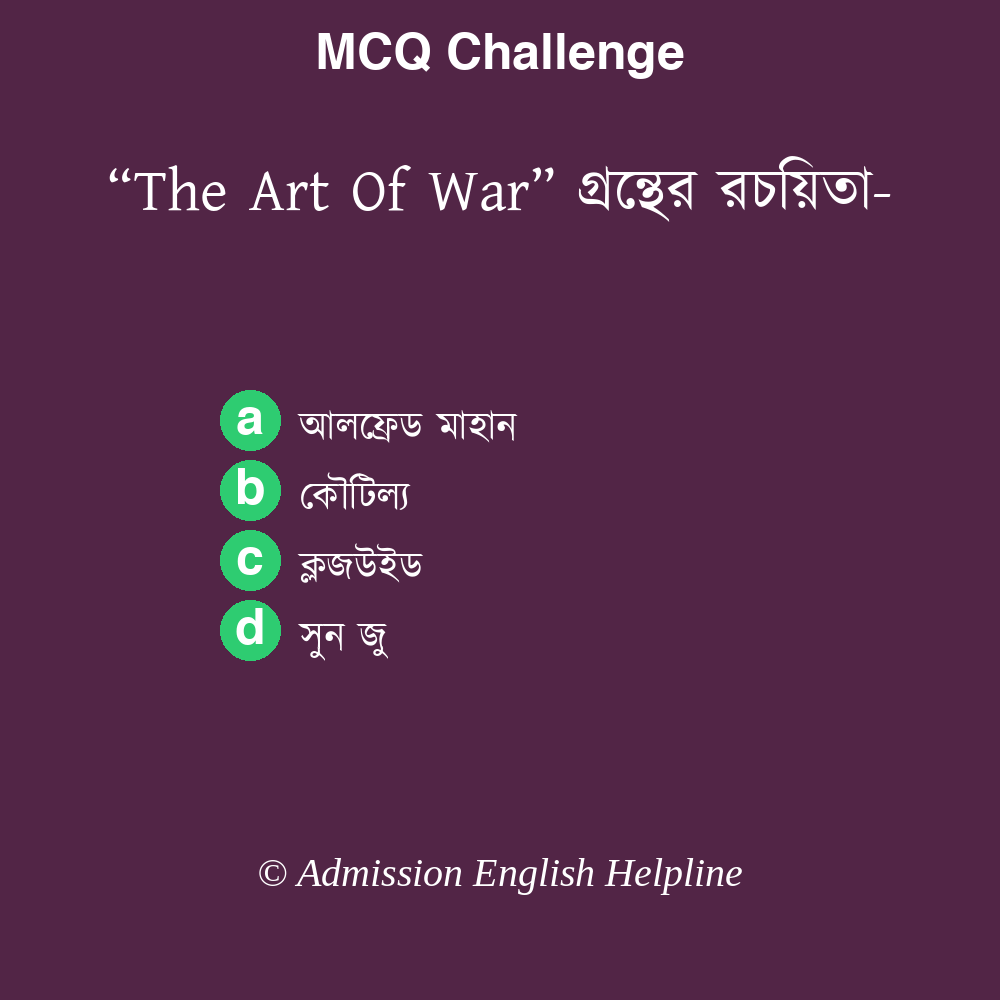 MCQ Challenge
“The Art Of War” গ্রন্থের রচয়িতা-
a আলফ্রেড মাহান
b কৌটিল্য
c ক্লজউইড
d সুন জু
© Admission English Helpline